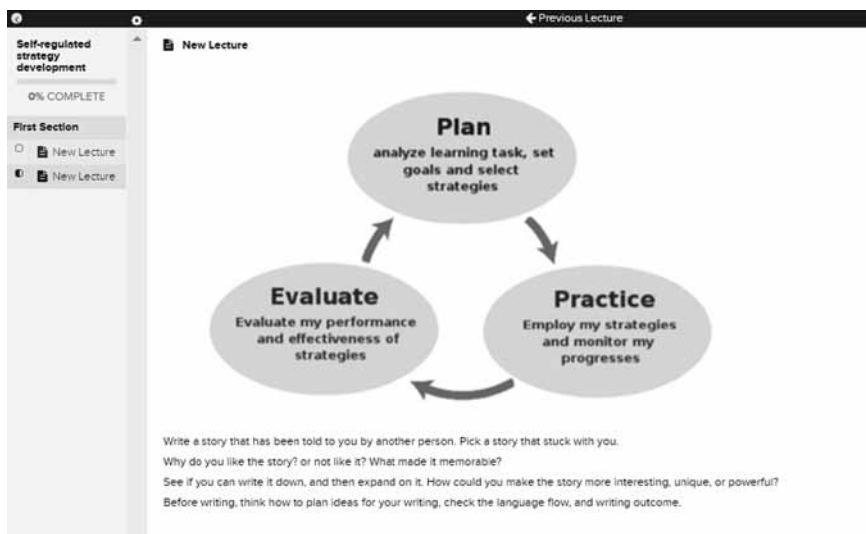 Previous Lecture
Self-regulated
strategy
development
0% COMPLETE
First Section
New Lecture
New Lecture
New Lecture
Plan
analyze learning task, set
goals and select
strategies
Evaluate
Evaluate my performance
and effectiveness of
strategies
Practice
Employ my strategies
and monitor my
progresses
Write a story that has been told to you by another person. Pick a story that stuck with you.
Why do you like the story? or not like it? What made it memorable?
See if you can write it down, and then expand on it. How could you make the story more interesting, unique, or powerful?
Before writing, think how to plan ideas for your writing, check the language flow, and writing outcome.